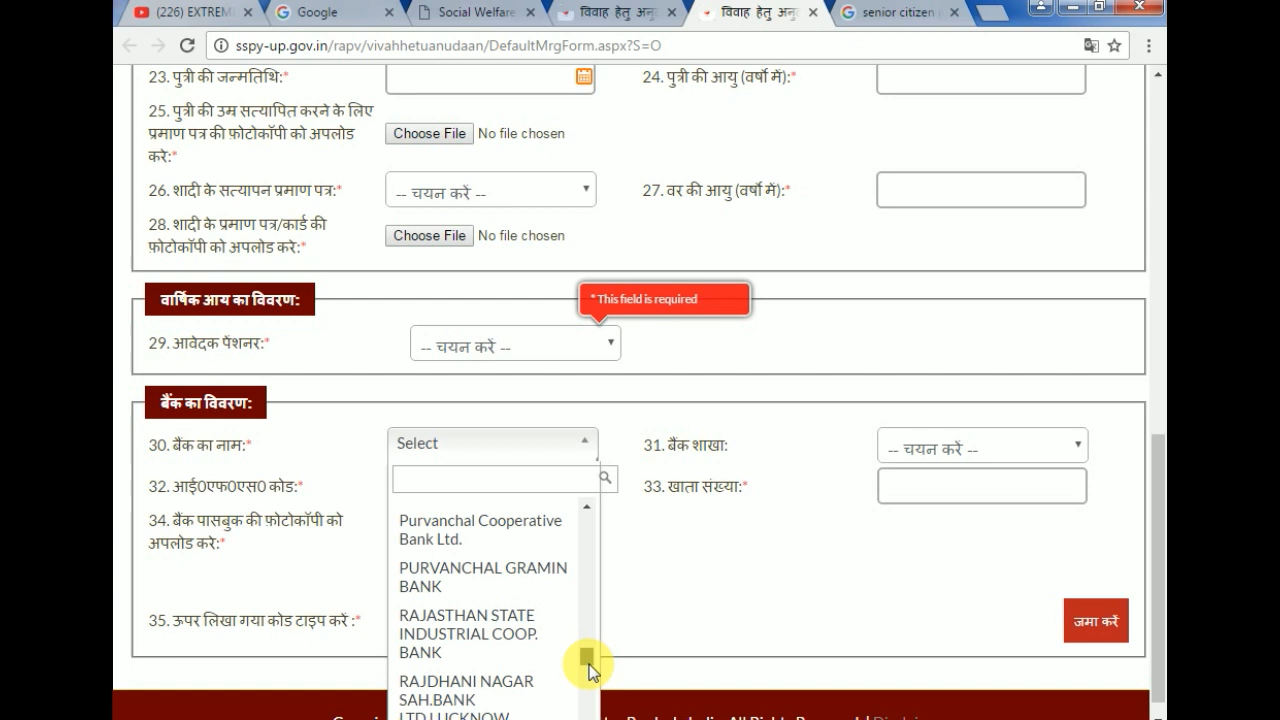 (226) EXTREM
Google
Social Welfare
विवाह हेतु अनु
विवाह हेतु अनु
senior citizen
sspy-up.gov.in/rapv/vivahhetuanudaan/DefaultMrgForm.aspx?S=O
23. पुत्री की जन्मतिथि:*
24. पुत्री की आयु (वर्षो में):*
25. पुत्री की उम्र सत्यापित करने के लिए
प्रमाण पत्र की फ़ोटोकॉपी को अपलोड
करे:*
Choose File No file chosen
26. शादी के सत्यापन प्रमाण पत्र:*
-- चयन करें --
27. वर की आयु (वर्षो में):*
28. शादी के प्रमाण पत्र/कार्ड की
फ़ोटोकॉपी को अपलोड करे:*
Choose File No file chosen
वार्षिक आय का विवरण:
* This field is required
29. आवेदक पेंशनर:*
-- चयन करें --
बैंक का विवरण:
30. बैंक का नाम:*
Select
31. बैंक शाखा:
-- चयन करें --
32. आई0एफ0एस0 कोड:*
33. खाता संख्या:*
34. बैंक पासबुक की फ़ोटोकॉपी को
अपलोड करे:*
Purvanchal Cooperative
Bank Ltd.
PURVANCHAL GRAMIN
BANK
RAJASTHAN STATE
INDUSTRIAL COOP.
BANK
RAJDHANI NAGAR
SAH.BANK
LTD.LUCKNOW
35. ऊपर लिखा गया कोड टाइप करें :*
जमा करें